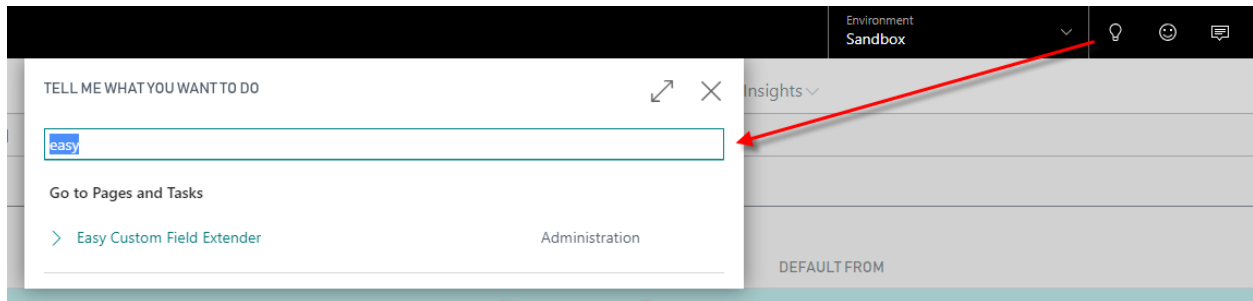 Environment
Sandbox
TELL ME WHAT YOU WANT TO DO
Insights
easy
Go to Pages and Tasks
Easy Custom Field Extender Administration
DEFAULT FROM